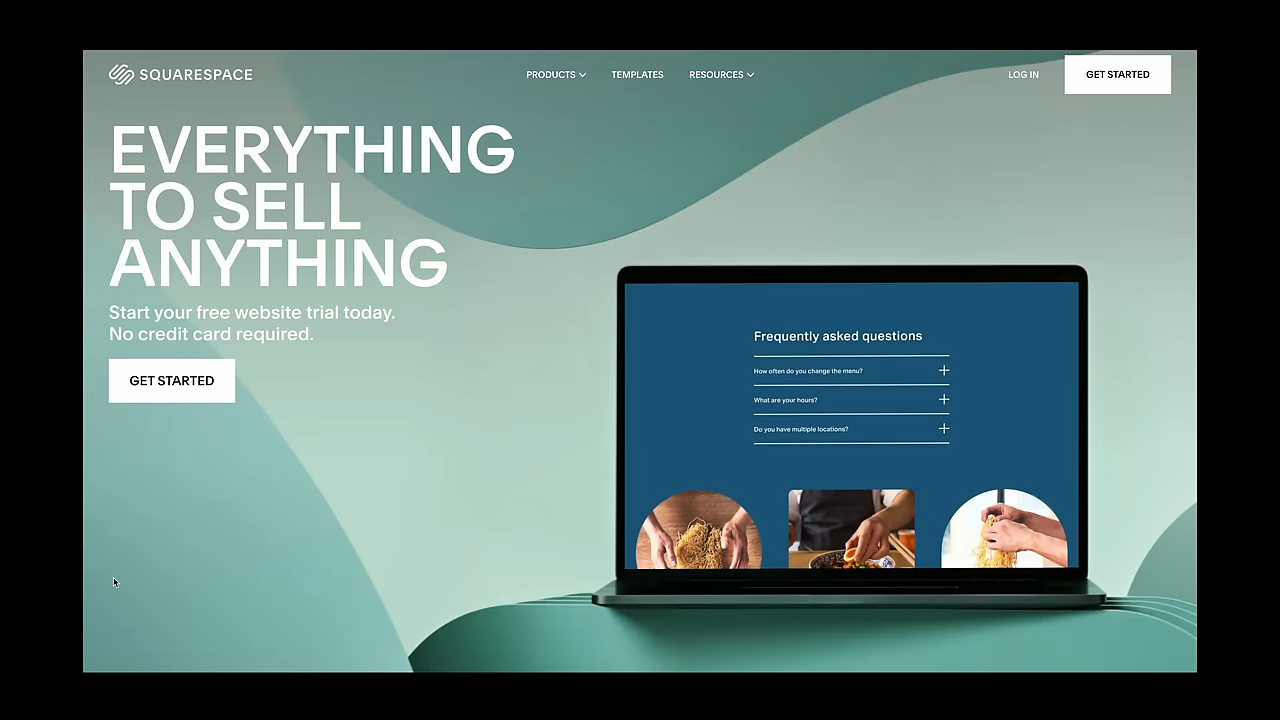 SQUARESPACE
PRODUCTS
TEMPLATES
RESOURCES
LOG IN
GET STARTED
EVERYTHING
TO SELL
ANYTHING
Start your free website trial today.
No credit card required.
GET STARTED
Frequently asked questions
How often do you change the menu?
What are your hours?
Do you have multiple locations?